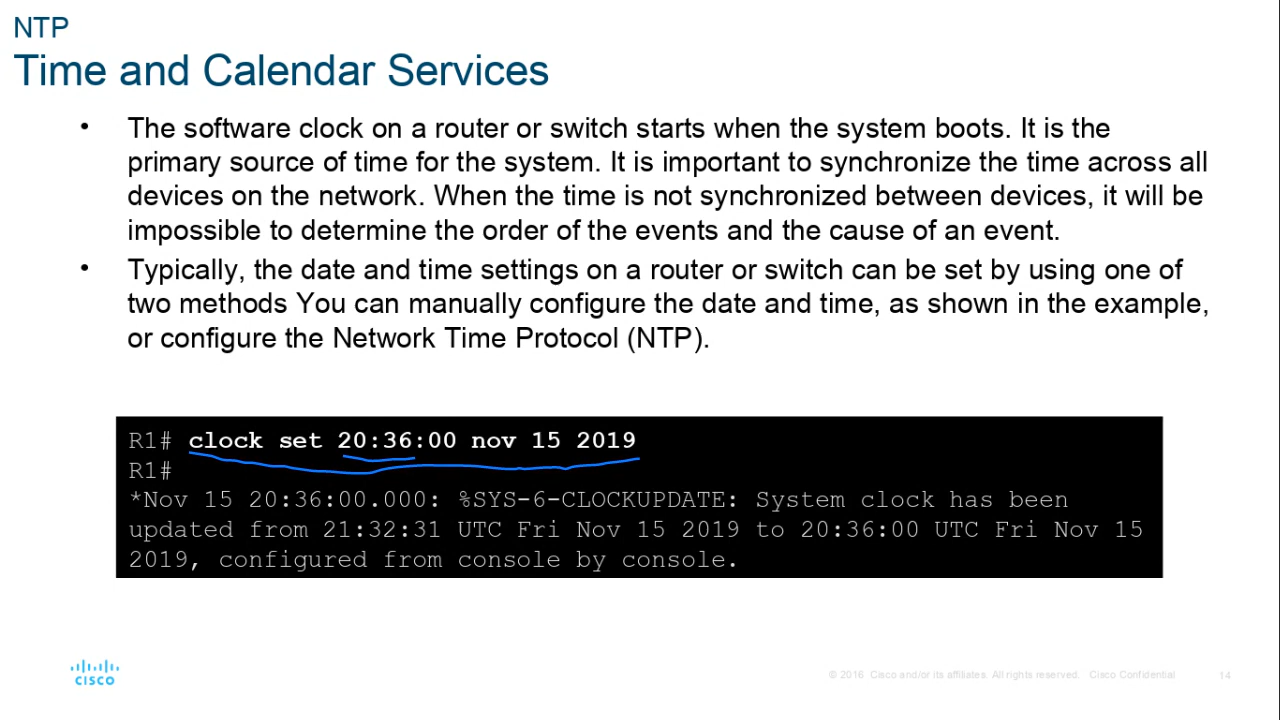 NTP
Time and Calendar Services
• The software clock on a router or switch starts when the system boots. It is the
primary source of time for the system. It is important to synchronize the time across all
devices on the network. When the time is not synchronized between devices, it will be
impossible to determine the order of the events and the cause of an event.
• Typically, the date and time settings on a router or switch can be set by using one of
two methods You can manually configure the date and time, as shown in the example,
or configure the Network Time Protocol (NTP).
R1# clock set 20:36:00 nov 15 2019
R1#
*Nov 15 20:36:00.000: %SYS-6-CLOCKUPDATE: System clock has been
updated from 21:32:31 UTC Fri Nov 15 2019 to 20:36:00 UTC Fri Nov 15
2019, configured from console by console.
CISCO
© 2016 Cisco and/or its affiliates. All rights reserved. Cisco Confidential 14